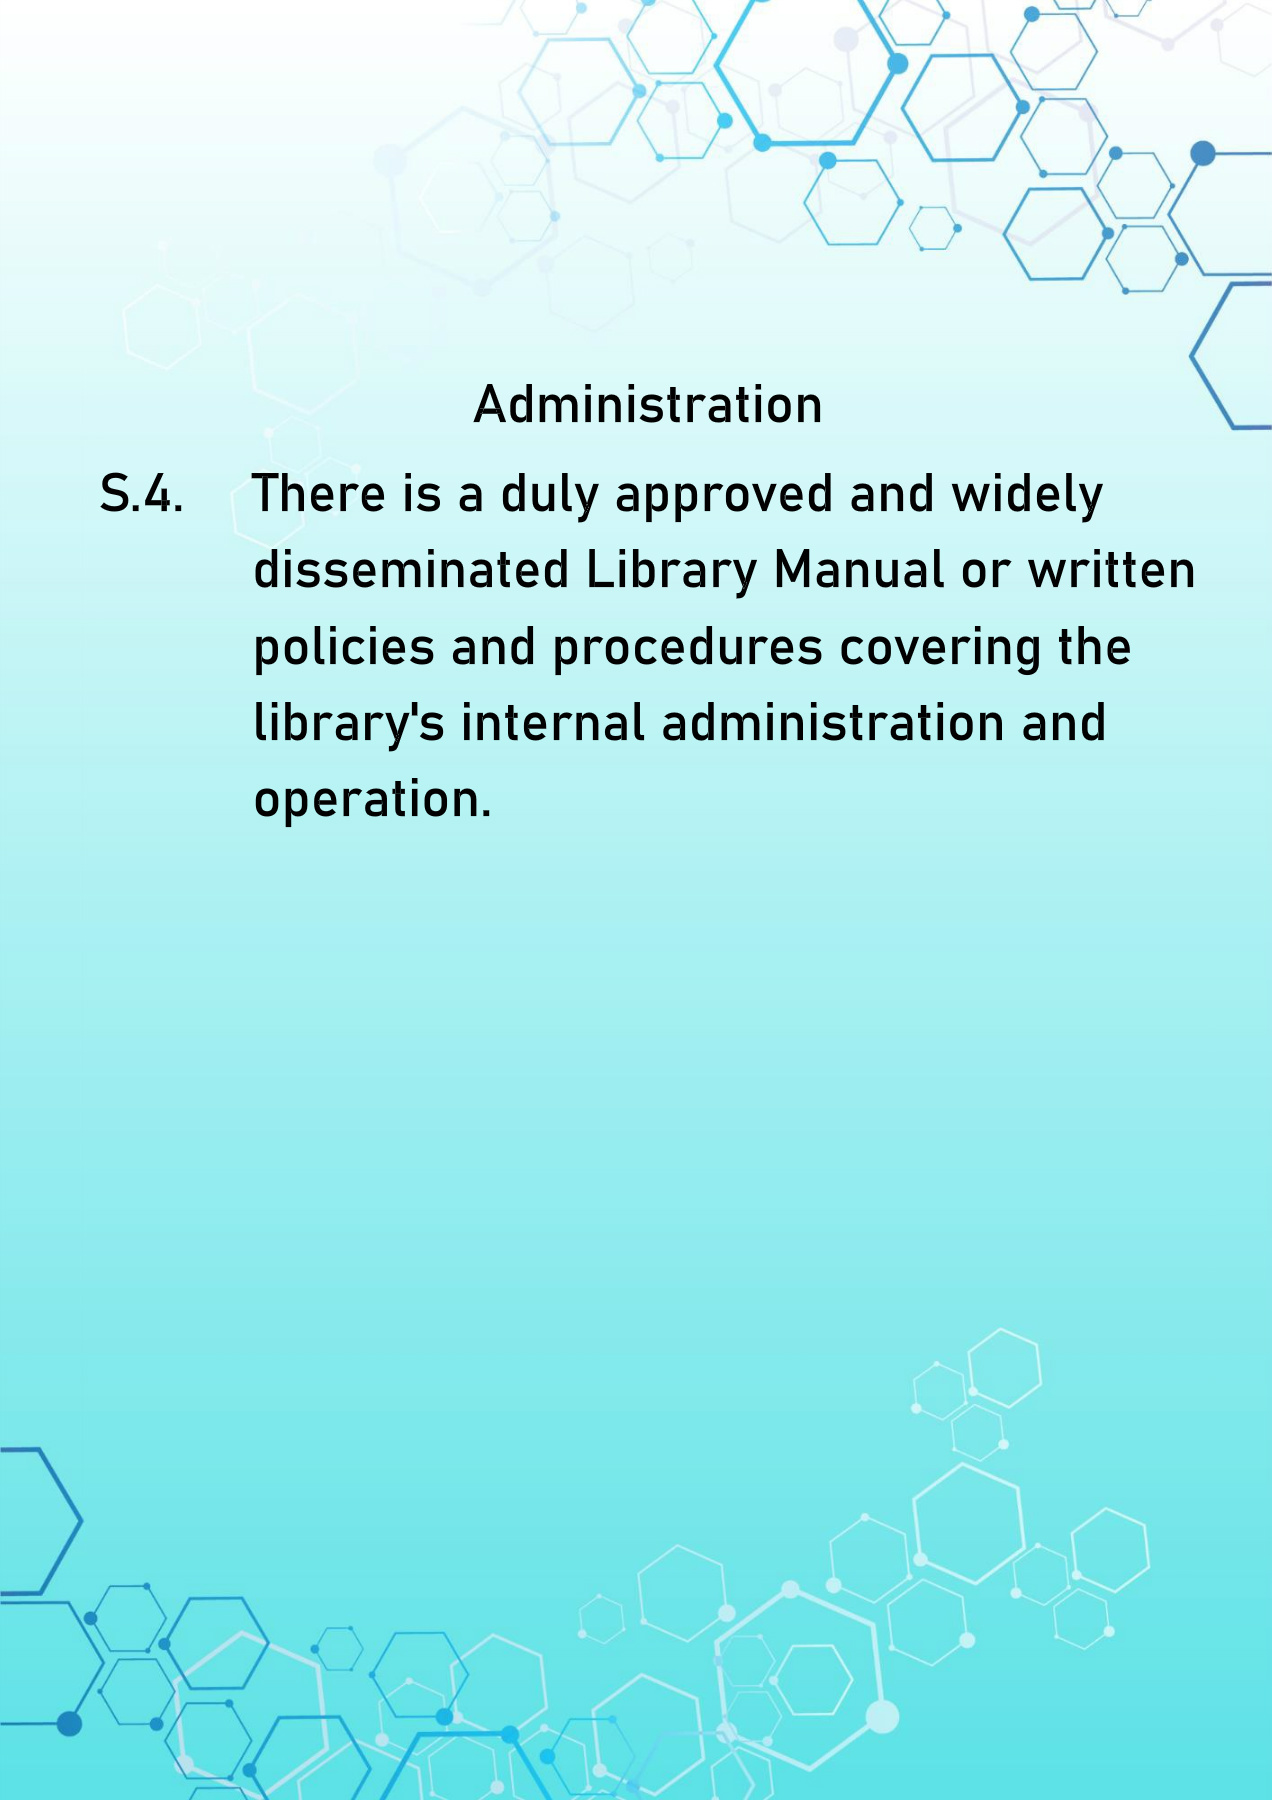 Administration
S.4. There is a duly approved and widely
disseminated Library Manual or written
policies and procedures covering the
library's internal administration and
operation.